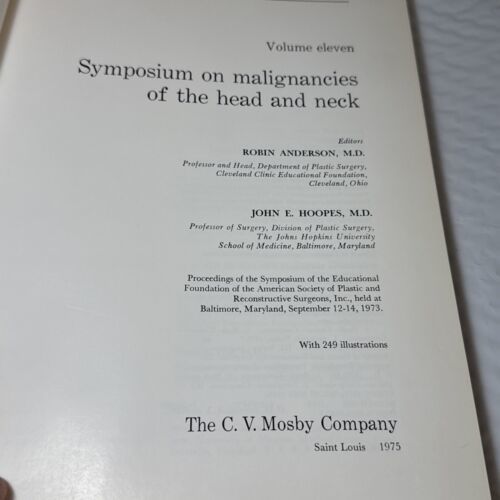 Volume eleven
Symposium on malignancies
of the head and neck
Editors
ROBIN ANDERSON, M.D.
Professor and Head, Department of Plastic Surgery,
Cleveland Clinic Educational Foundation,
Cleveland, Ohio
JOHN E. HOOPES, M.D.
Professor of Surgery, Division of Plastic Surgery,
The Johns Hopkins University
School of Medicine, Baltimore, Maryland
Proceedings of the Symposium of the Educational
Foundation of the American Society of Plastic and
Reconstructive Surgeons, Inc., held at
Baltimore, Maryland, September 12-14, 1973.
With 249 illustrations
The C. V. Mosby Company
Saint Louis 1975